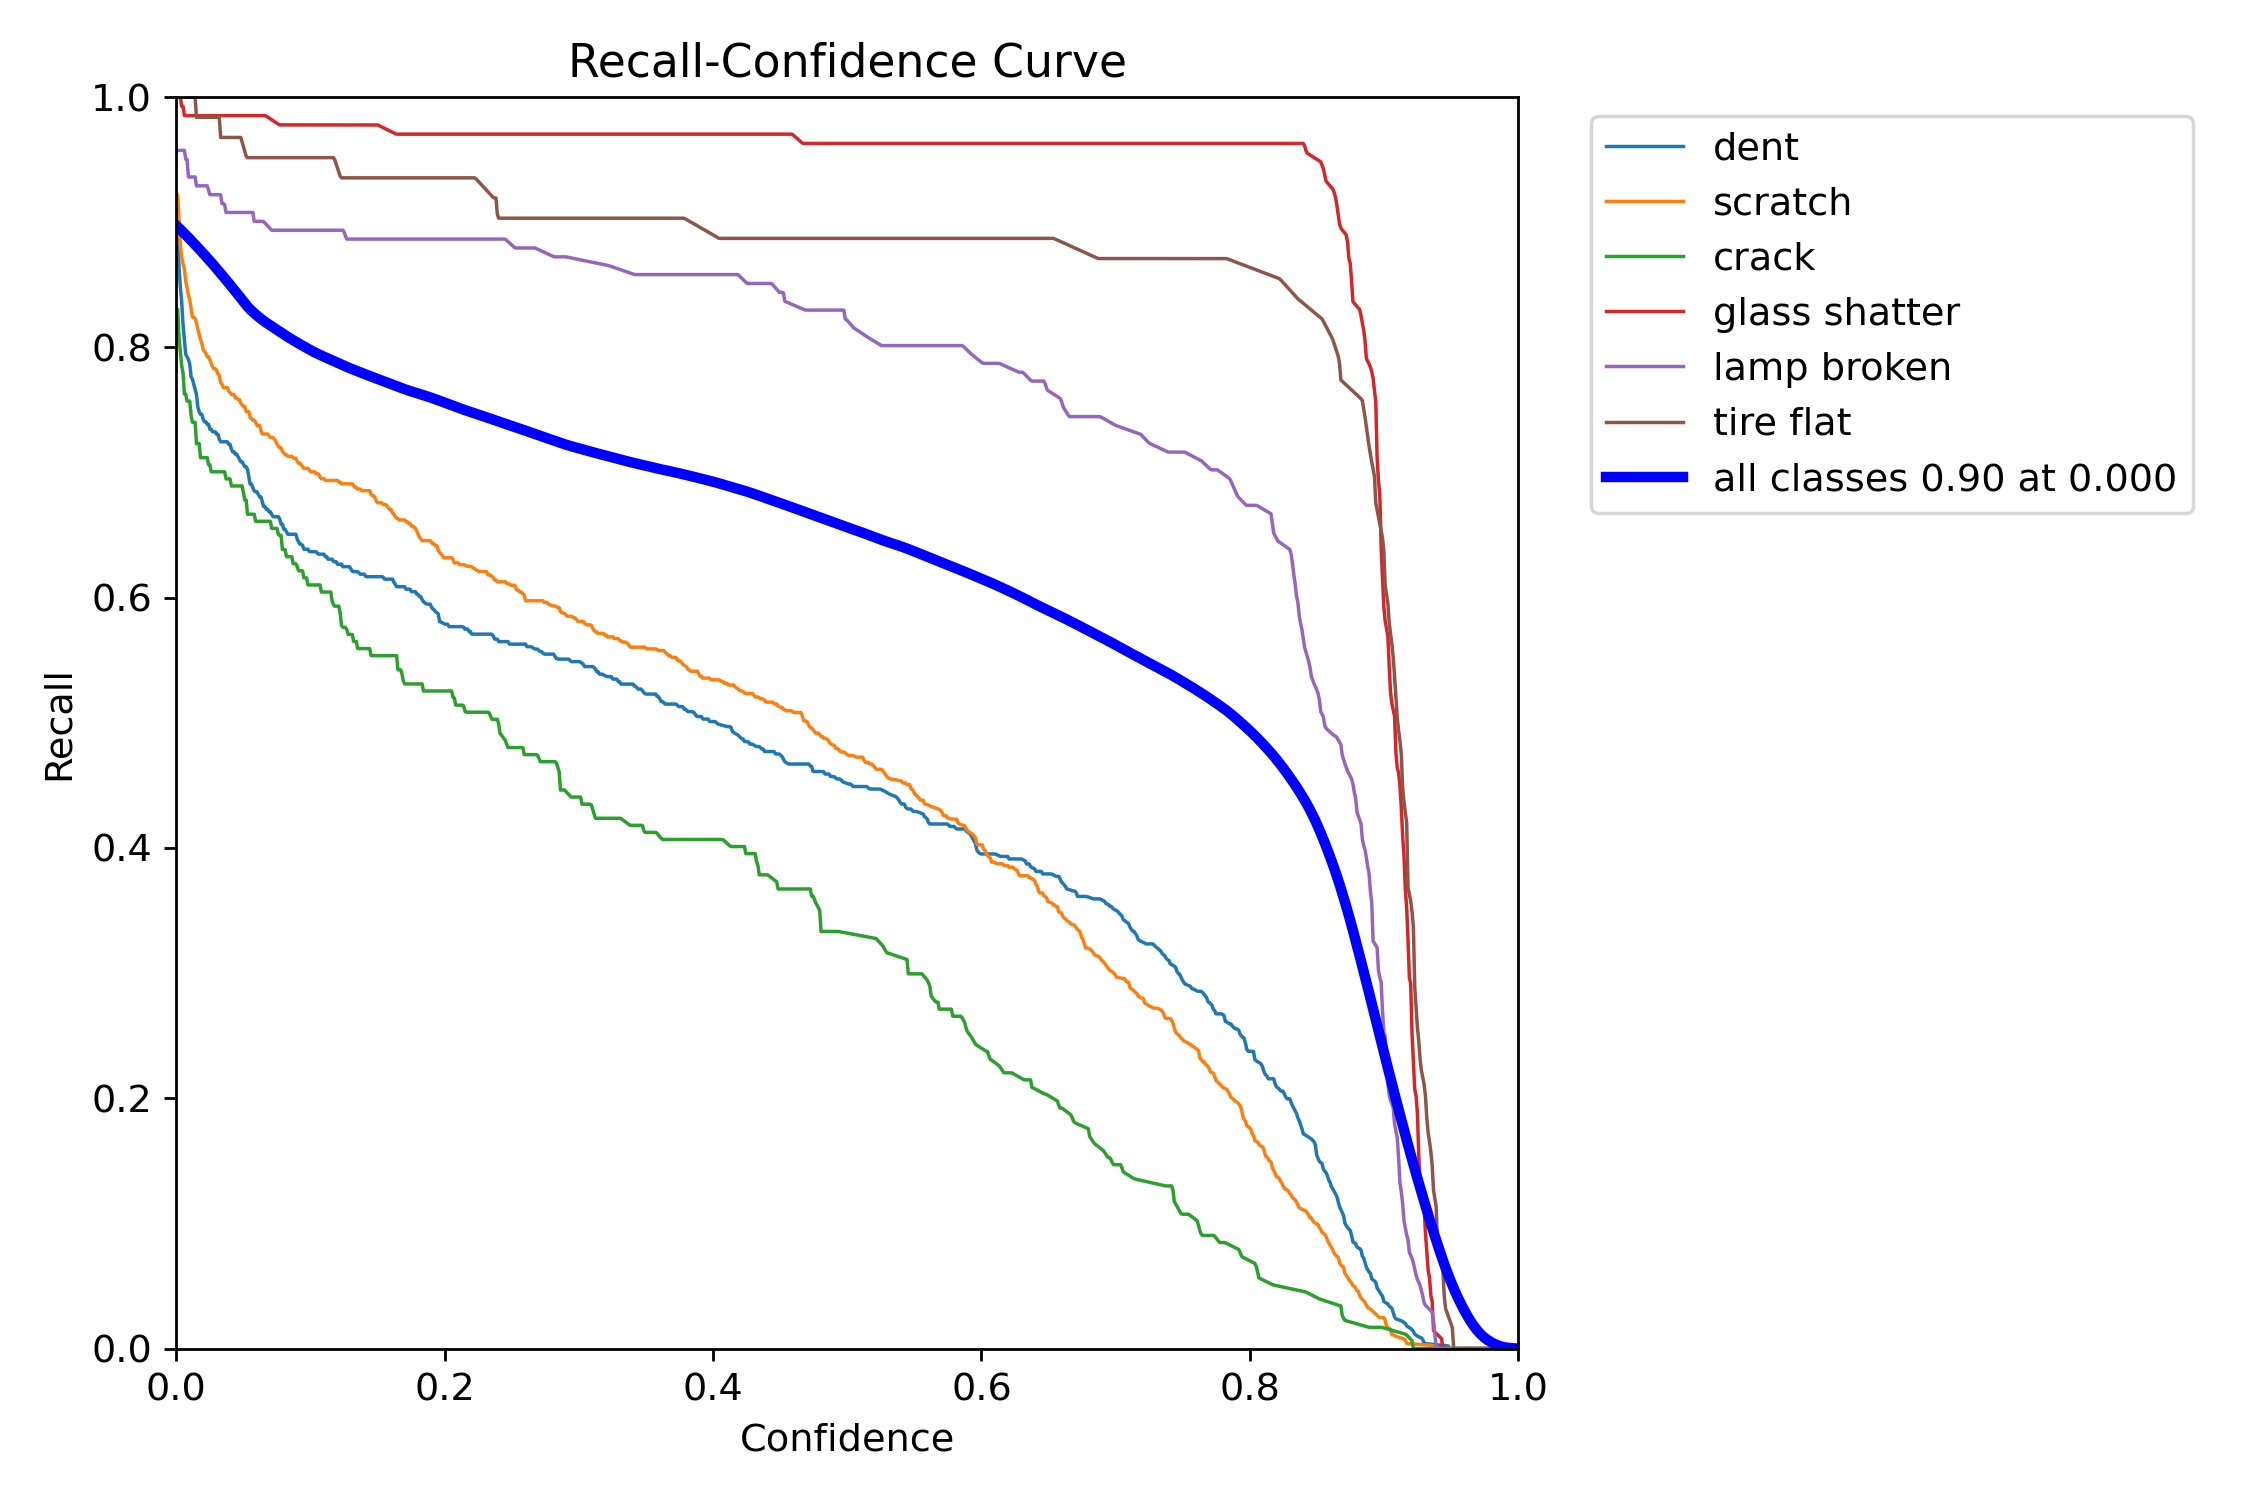 Recall-Confidence Curve
1.0
0.8
0.6
0.4
0.2
0.0
Recall
0.0 0.2 0.4 0.6 0.8 1.0
Confidence
dent
scratch
crack
glass shatter
lamp broken
tire flat
all classes 0.90 at 0.000